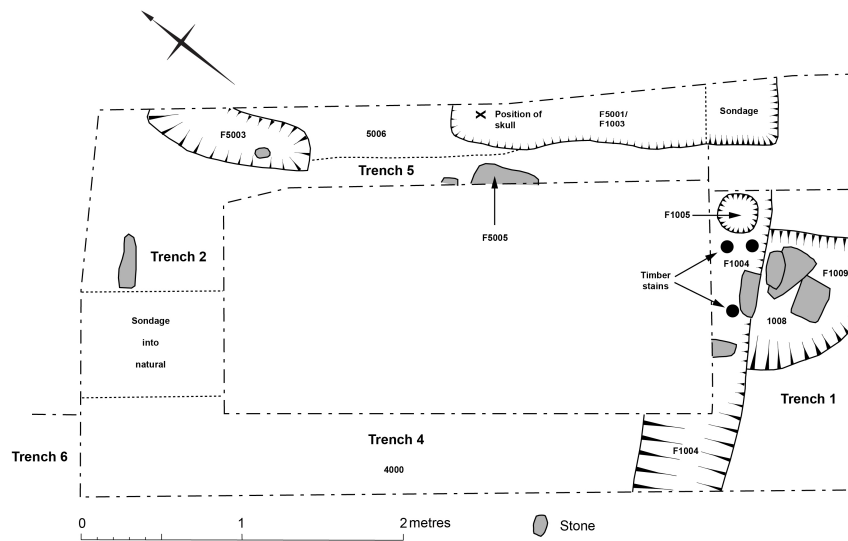 Position of
skull
F5001/
F1003
Sondage
F5003
5006
Trench 5
F5005
F1005
Trench 2
Timber
stains
F1004
F1009
1008
Sondage
into
natural
Trench 1
Trench 4
F1004
Trench 6
4000
0 1 2 metres
Stone